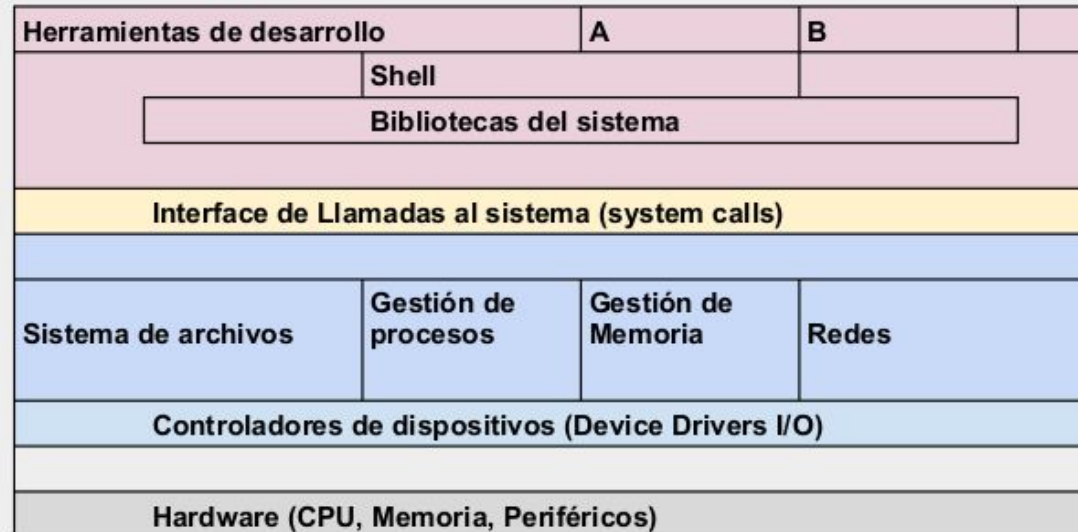 Herramientas de desarrollo A B
Shell
Bibliotecas del sistema
Interface de Llamadas al sistema (system calls)
Sistema de archivos
Gestión de
procesos
Gestión de
Memoria
Redes
Controladores de dispositivos (Device Drivers I/O)
Hardware (CPU, Memoria, Periféricos)